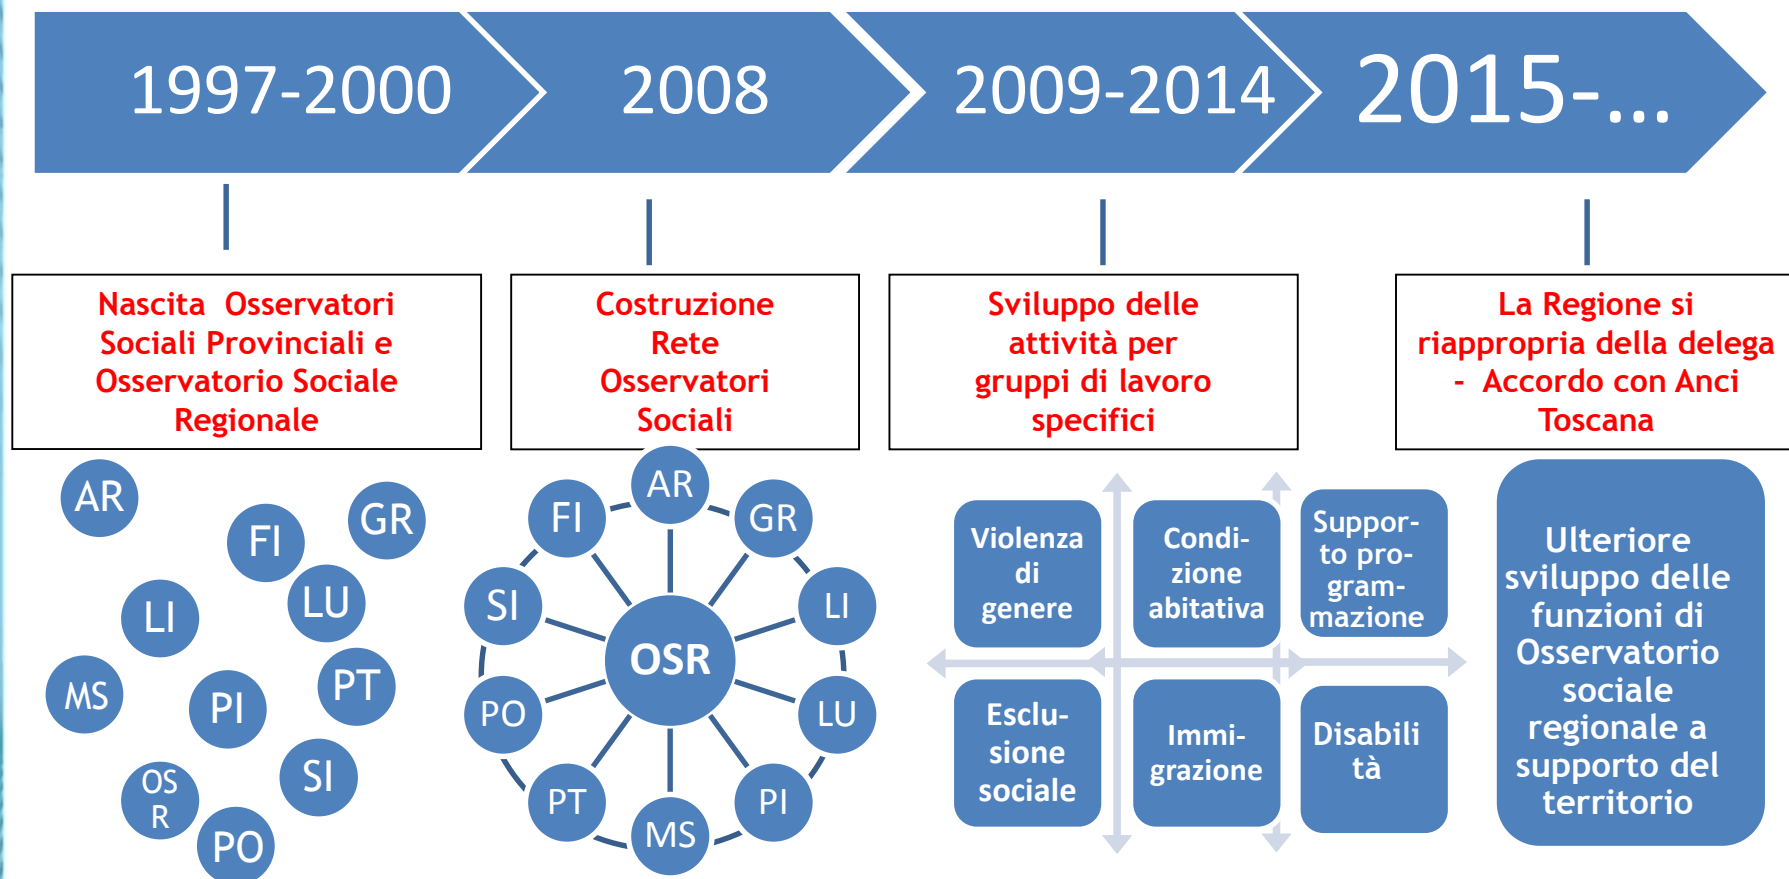 1997-2000
2008
2009-2014
2015-...
Nascita Osservatori
Sociali Provinciali e
Osservatorio Sociale
Regionale
Costruzione
Rete
Osservatori
Sociali
Sviluppo delle
attività per
gruppi di lavoro
specifici
La Regione si
riappropria della delega
- Accordo con Anci
Toscana
AR
FI
GR
LI
LU
MS
PI
PT
OS
R
SI
PO
AR
GR
LI
LU
PI
MS
PT
PO
SI
FI
OSR
Violenza
di
genere
Condi-
zione
abitativa
Suppor-
to pro-
gram-
mazione
Esclu-
sione
sociale
Immi-
grazione
Disabili
tà
Ulteriore
sviluppo delle
funzioni di
Osservatorio
sociale
regionale a
supporto del
territorio